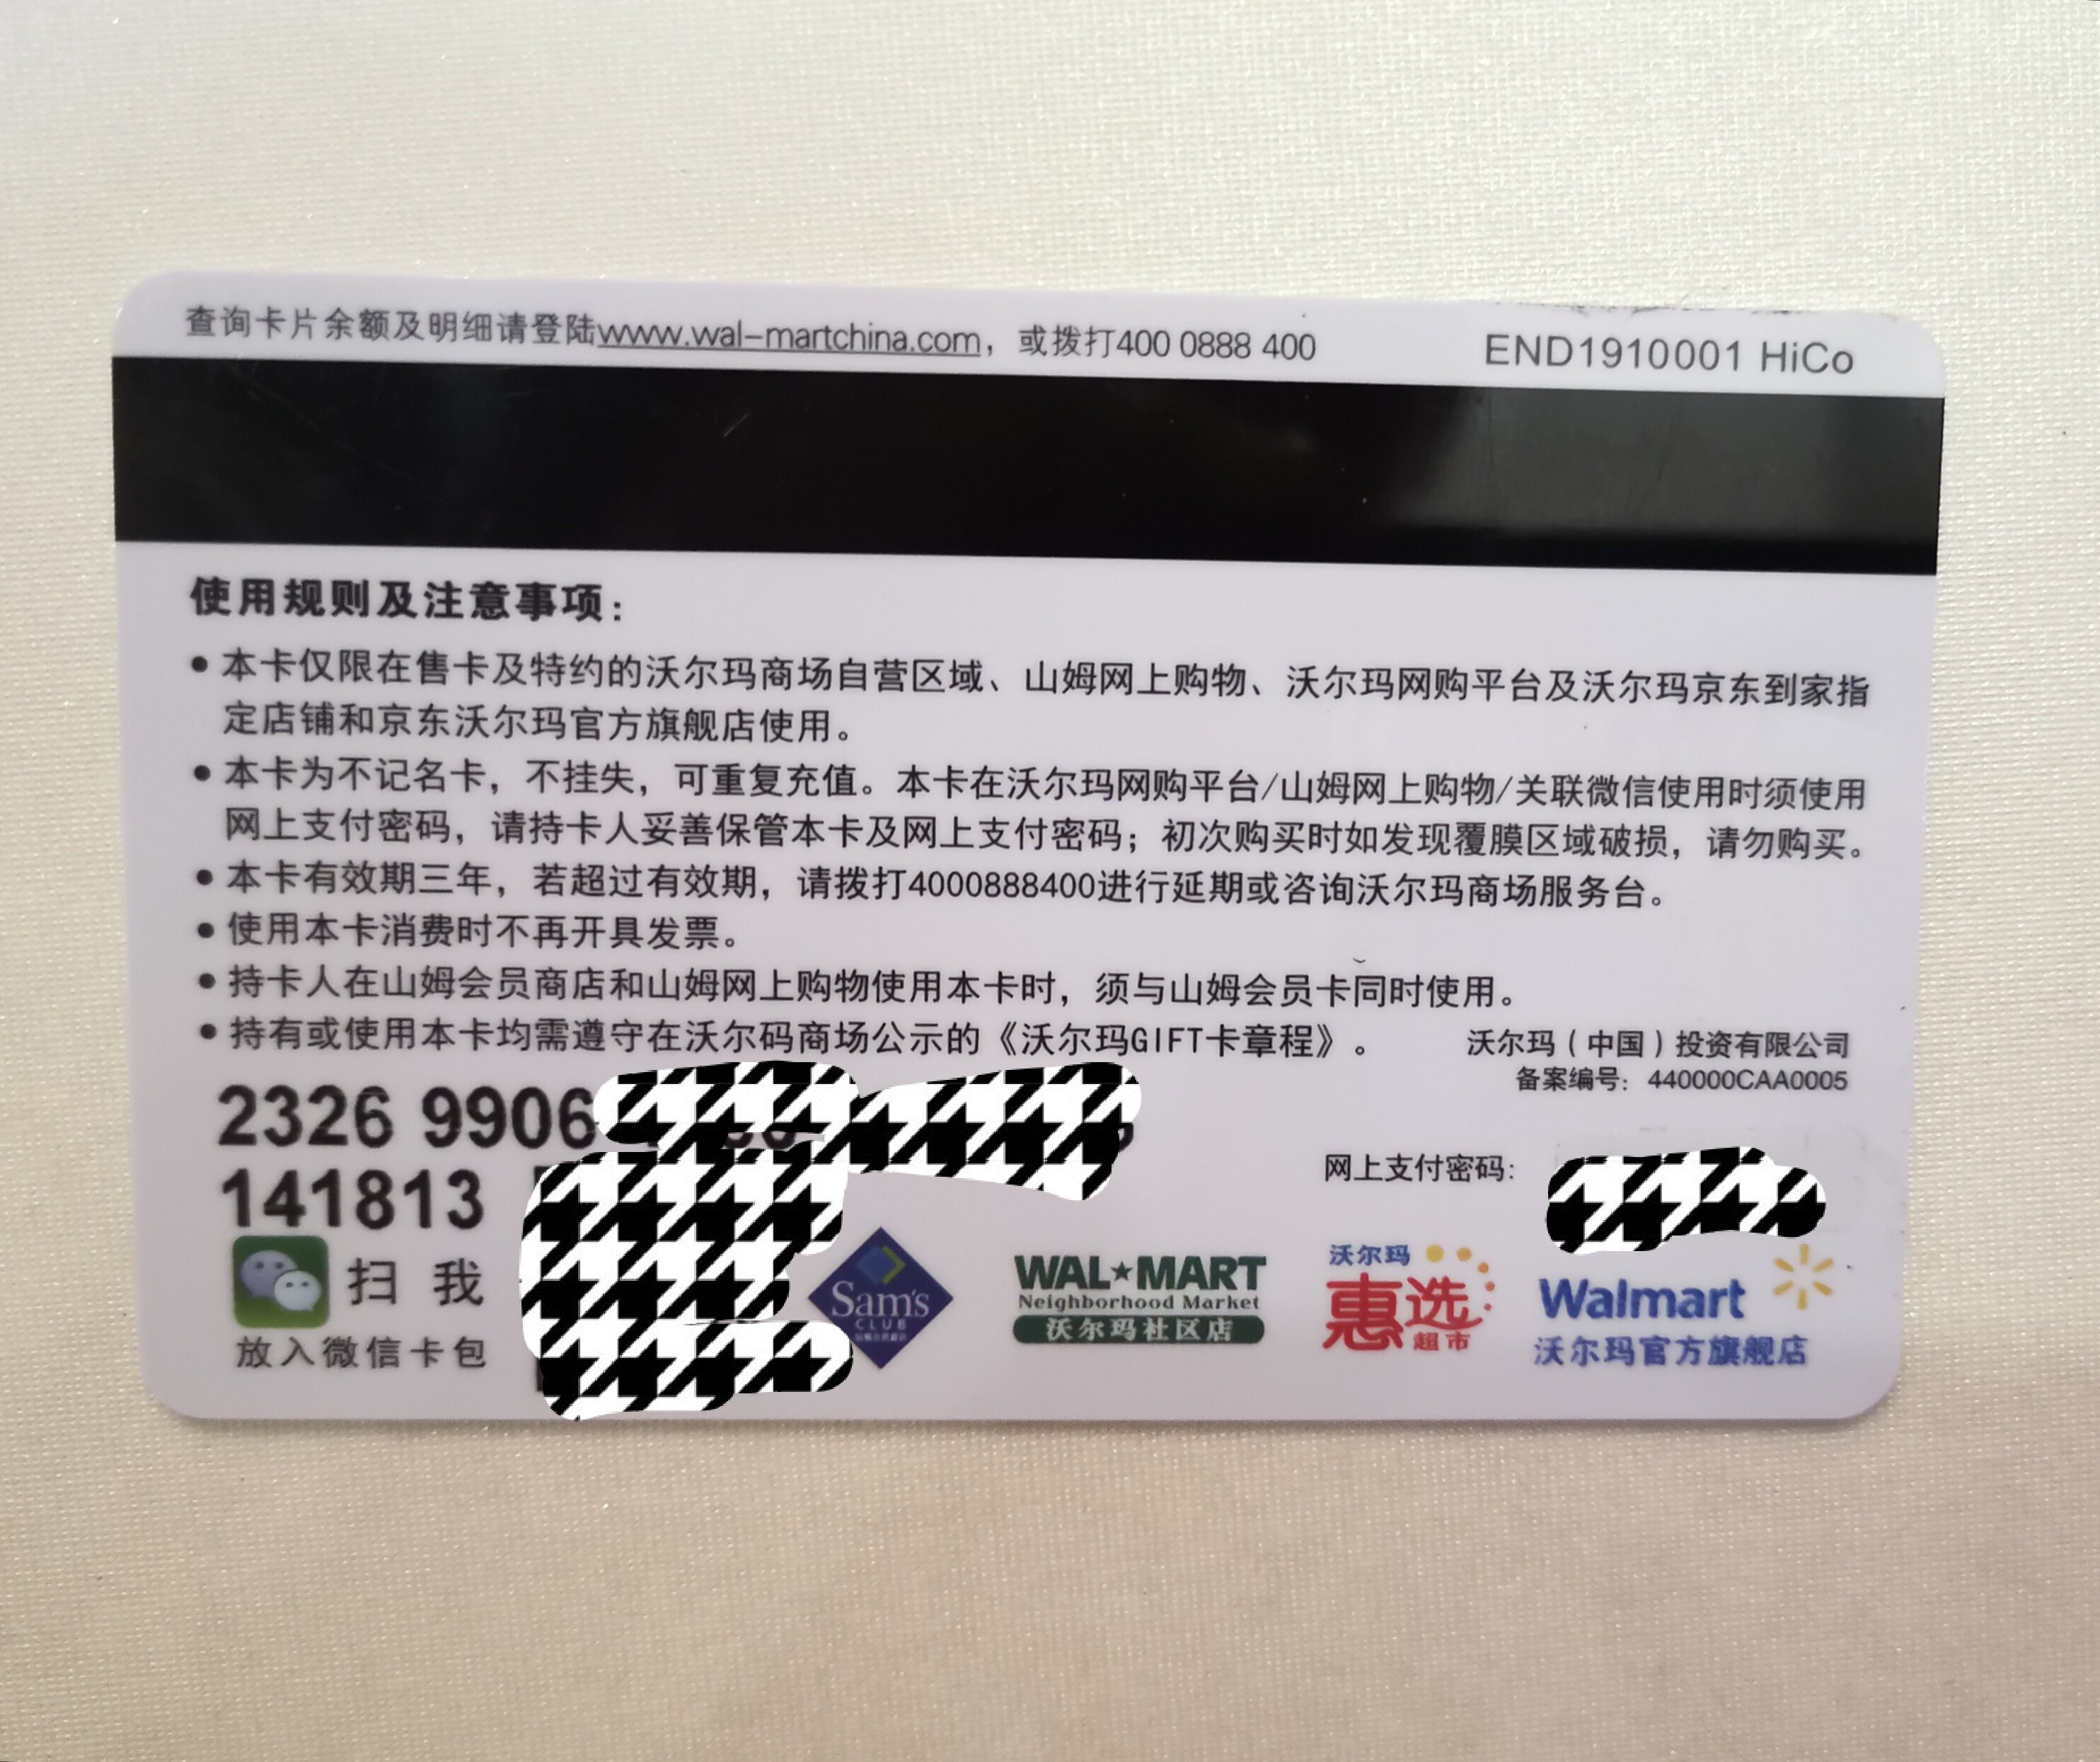 查询卡片余额及明细请登陆www.wal-martchina.com，或拨打400 0888 400
END1910001 HiCo
使用规则及注意事项：
● 本卡仅限在售卡及特约的沃尔玛商场自营区域、山姆网上购物、沃尔玛网购平台及沃尔玛京东到家指
定店铺和京东沃尔玛官方旗舰店使用。
● 本卡为不记名卡，不挂失，可重复充值。本卡在沃尔玛网购平台/山姆网上购物/关联微信使用时须使用
网上支付密码，请持卡人妥善保管本卡及网上支付密码；初次购买时如发现覆膜区域破损，请勿购买。
● 本卡有效期三年，若超过有效期，请拨打4000888400进行延期或咨询沃尔玛商场服务台。
● 使用本卡消费时不再开具发票。
● 持卡人在山姆会员商店和山姆网上购物使用本卡时，须与山姆会员卡同时使用。
● 持有或使用本卡均需遵守在沃尔码商场公示的《沃尔玛GIFT卡章程》。
沃尔玛（中国）投资有限公司
备案编号：440000CAA0005
2326 9906
141813
网上支付密码：
扫 我
放入微信卡包
Sam's
CLUB
WAL★MART
Neighborhood Market
沃尔玛社区店
沃尔玛
惠选
超市
Walmart
沃尔玛官方旗舰店